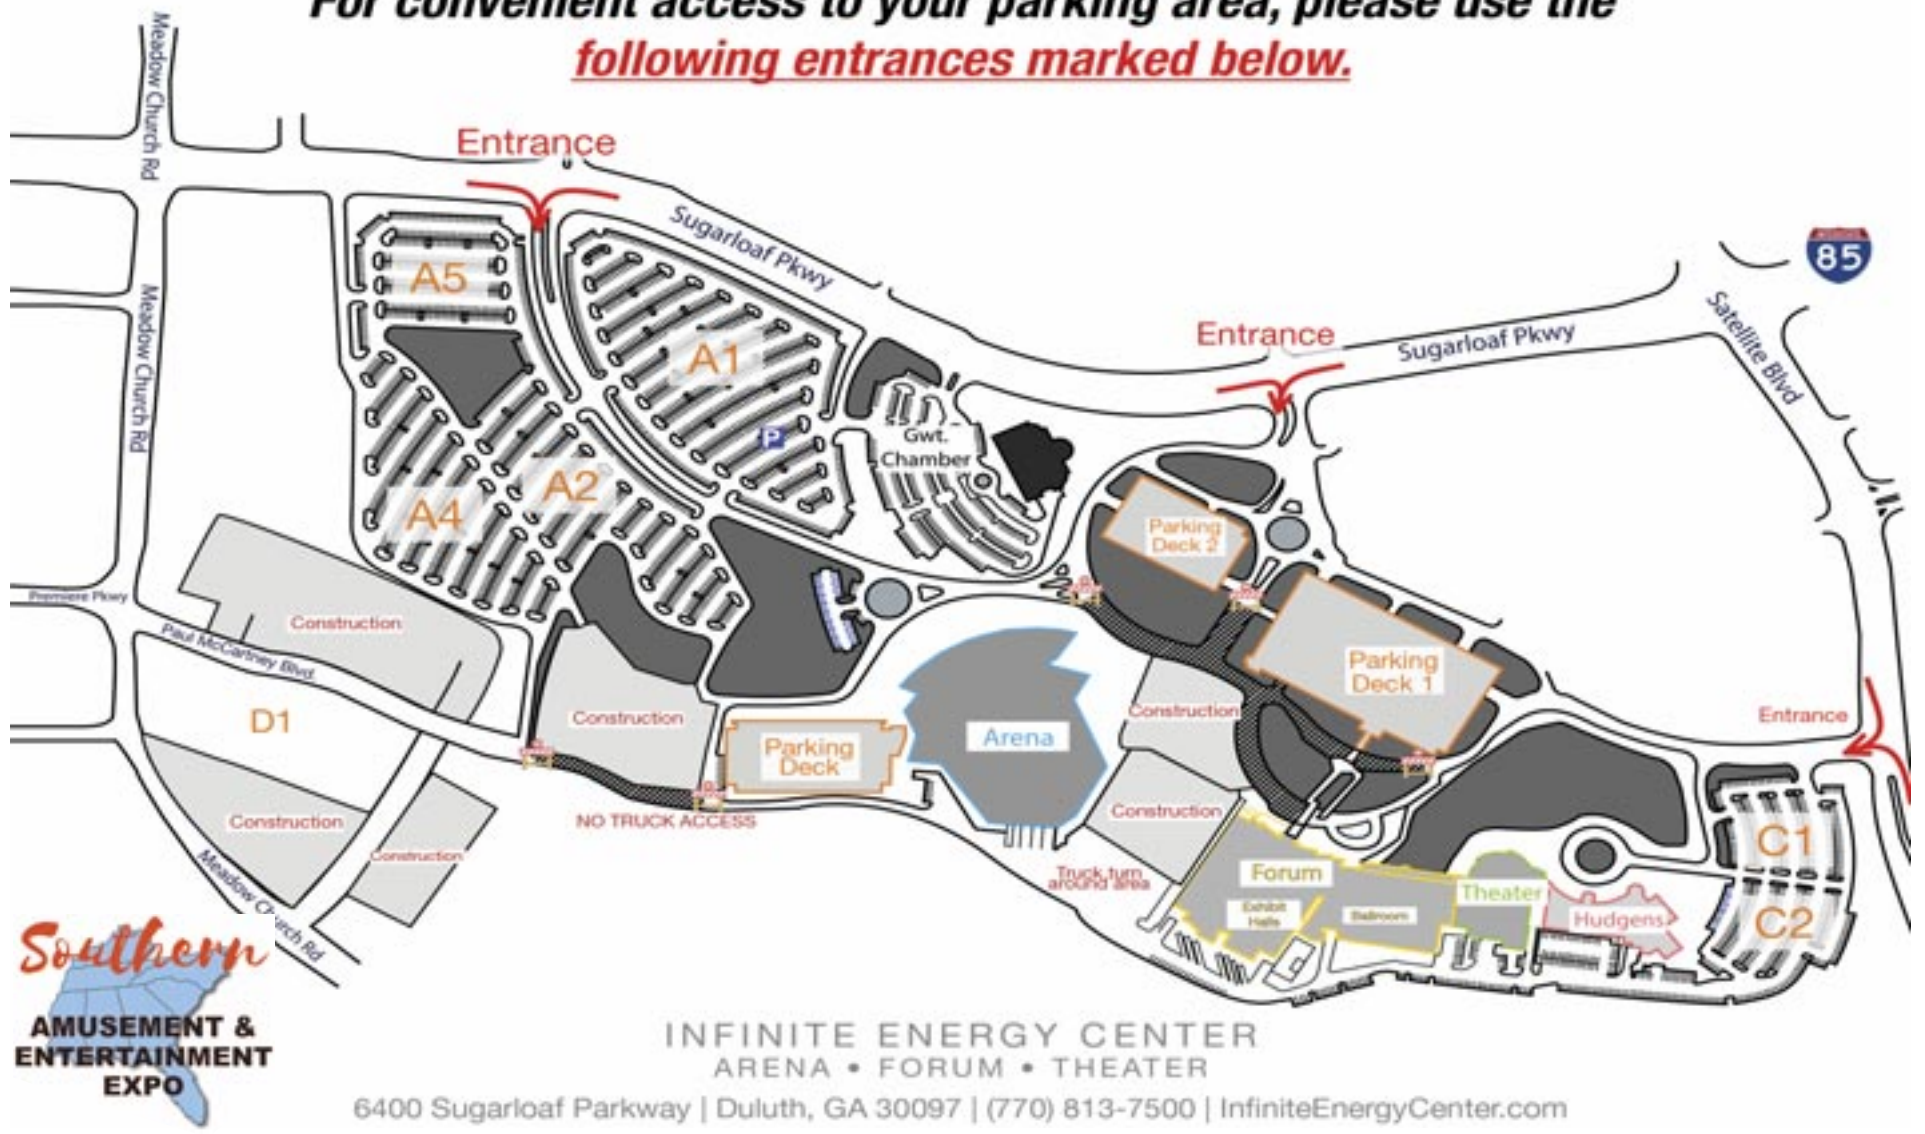 For convenient access to your parking area, please use the
following entrances marked below.
Meadow Church Rd
Entrance
Sugarloaf Pkwy
85
A5
A1
Meadow Church Rd
Satellite Blvd
Entrance
Sugarloaf Pkwy
P
Gwt.
Chamber
A2
A4
Parking
Deck 2
Premiere Pkwy
Construction
Paul McCartney Blvd.
Parking
Deck 1
D1
Construction
Construction
Entrance
Arena
Parking
Deck
Construction
Construction
NO TRUCK ACCESS
C1
Construction
Truck turn
around area
Forum
Theater
Meadow Church Rd
Exhibit
Halls
Ballroom
Hudgens
C2
Southern
AMUSEMENT &
ENTERTAINMENT
EXPO
INFINITE ENERGY CENTER
ARENA • FORUM • THEATER
6400 Sugarloaf Parkway | Duluth, GA 30097 | (770) 813-7500 | InfiniteEnergyCenter.com